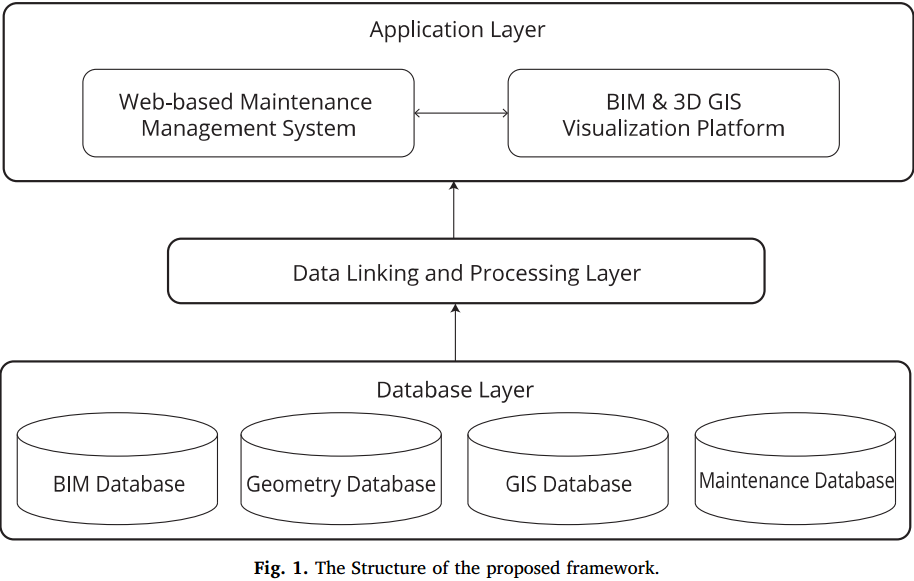 Application Layer
Web-based Maintenance
Management System
BIM & 3D GIS
Visualization Platform
Data Linking and Processing Layer
Database Layer
BIM Database
Geometry Database
GIS Database
Maintenance Database
Fig. 1. The Structure of the proposed framework.